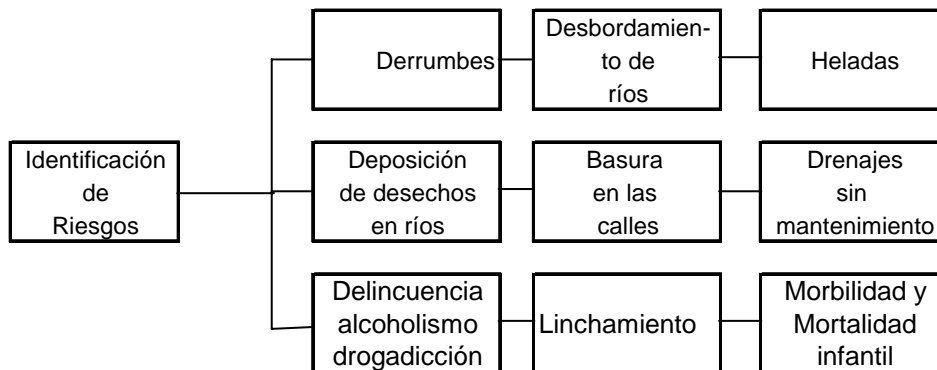 Identificación
de
Riesgos
Derrumbes
Desbordamien-
to de
ríos
Heladas
Deposición
de desechos
en ríos
Basura
en las
calles
Drenajes
sin
mantenimiento
Delincuencia
alcoholismo
drogadicción
Linchamiento
Morbilidad y
Mortalidad
infantil